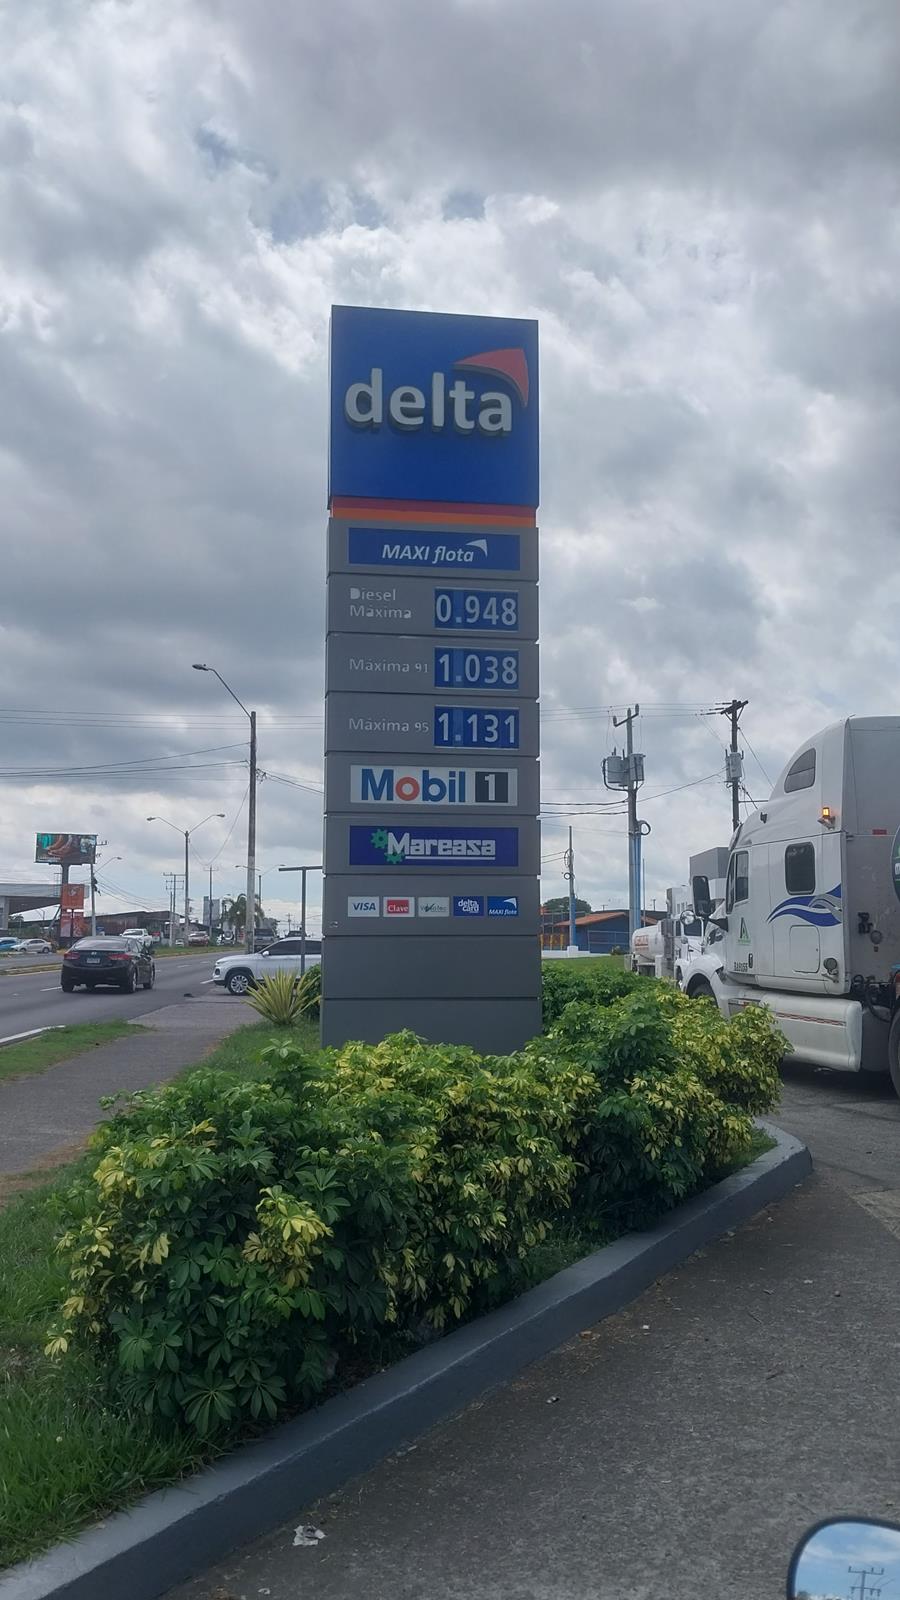 delta
MAXI flota
Diesel
Máxima
0.948
Máxima 91
1.038
Máxima 95
1.131
Mobil 1
Mareasa
VISA
Clave
delta
card
MAXI flota